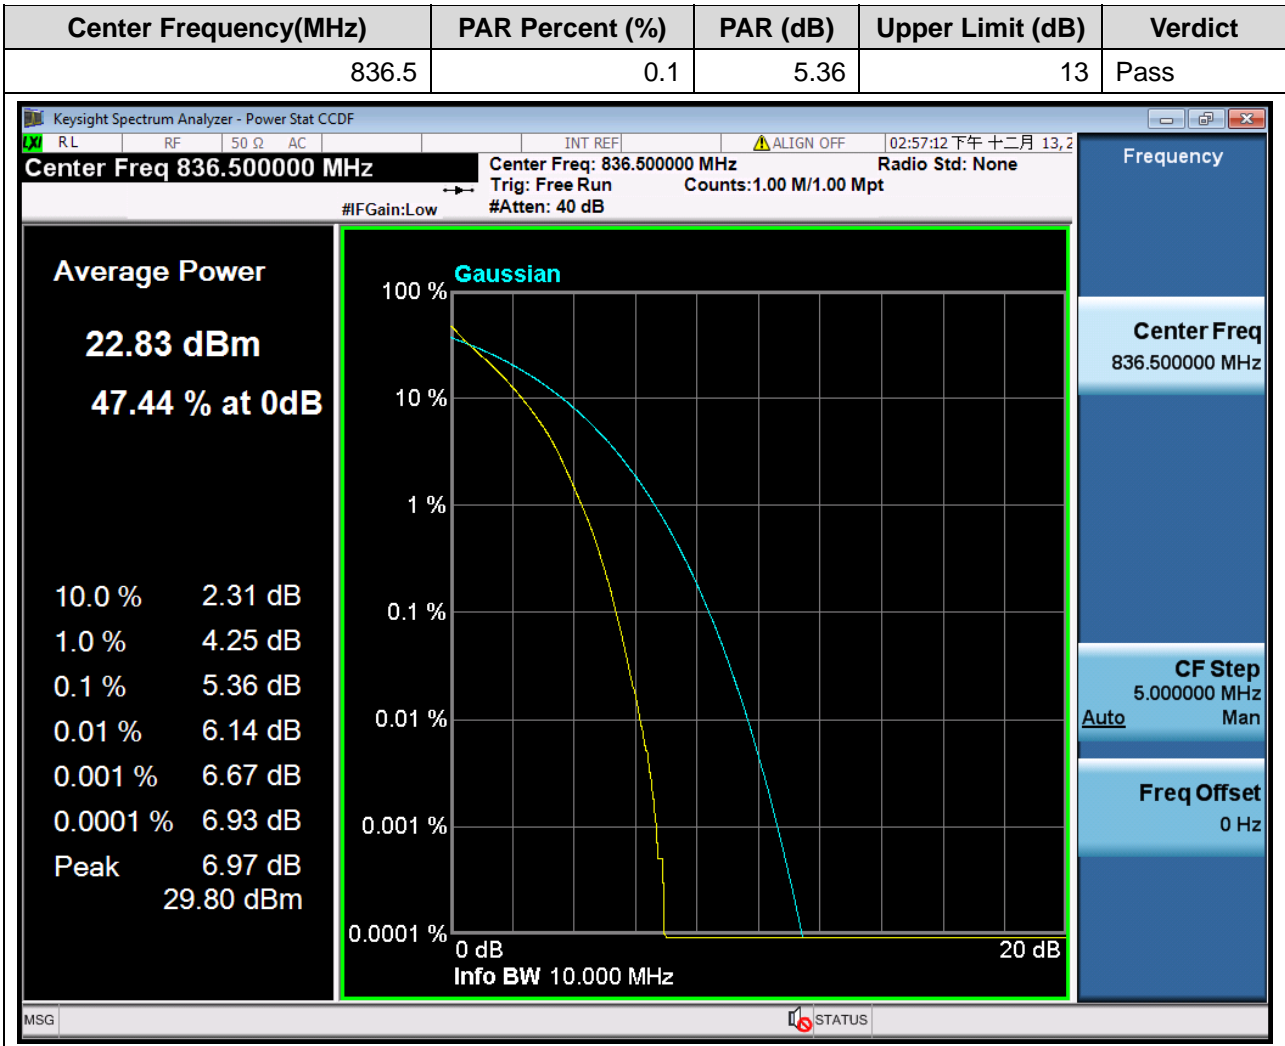 Center Frequency(MHz) PAR Percent (%) PAR (dB) Upper Limit (dB) Verdict
836.5 0.1 5.36 13 Pass
Keysight Spectrum Analyzer - Power Stat CCDF
LXI RL RF 50 Ω AC INT REF ALIGN OFF 02:57:12 下午 十二月 13, 2
Center Freq 836.500000 MHz
Center Freq: 836.500000 MHz Radio Std: None
Trig: Free Run Counts:1.00 M/1.00 Mpt
#IFGain:Low #Atten: 40 dB
Average Power
22.83 dBm
47.44 % at 0dB
10.0 % 2.31 dB
1.0 % 4.25 dB
0.1 % 5.36 dB
0.01 % 6.14 dB
0.001 % 6.67 dB
0.0001 % 6.93 dB
Peak 6.97 dB
29.80 dBm
Gaussian
100 %
10 %
1 %
0.1 %
0.01 %
0.001 %
0.0001 %
0 dB 20 dB
Info BW 10.000 MHz
Frequency
Center Freq
836.500000 MHz
CF Step
5.000000 MHz
Auto Man
Freq Offset
0 Hz
MSG STATUS